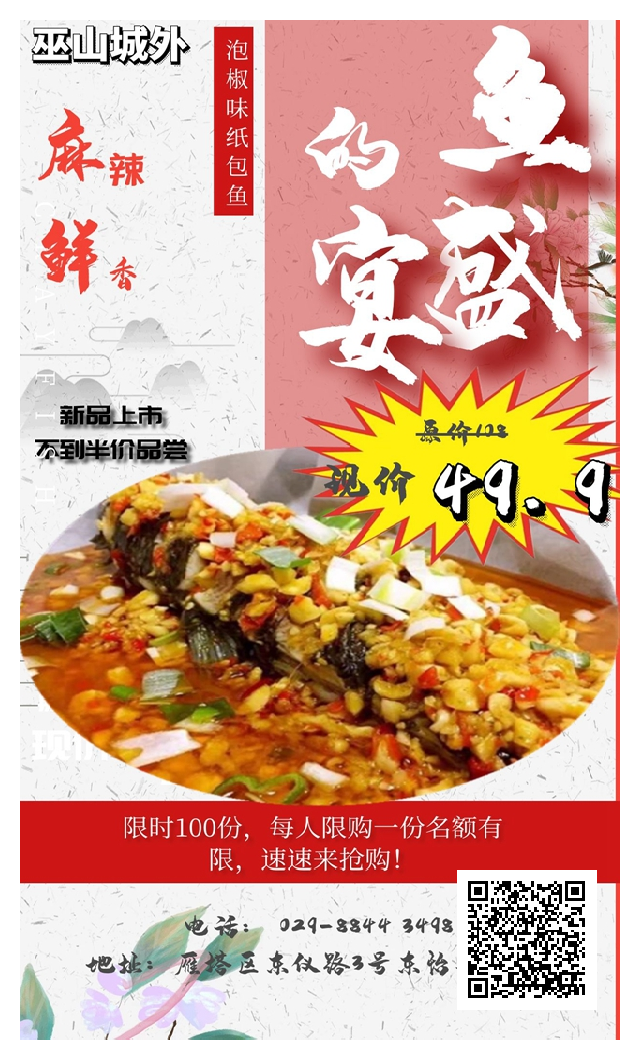 巫山城外
泡椒味纸包鱼
麻辣
鲜香
鱼
的
盛
宴
新品上市
不到半价品尝
原价128
现价 49.9
限时100份，每人限购一份名额有
限，速速来抢购！
电话： 029-8844 3498
地址：雁塔区东仪路3号东怡